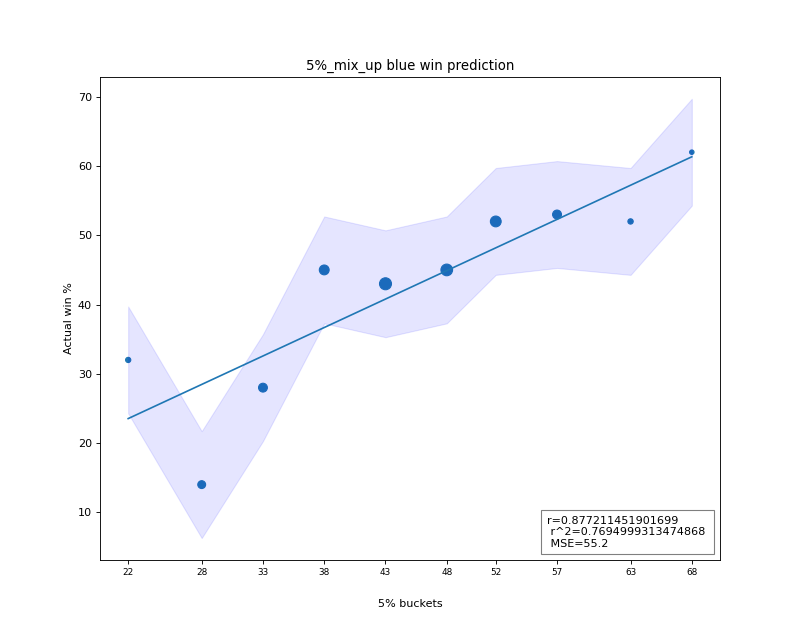 5%_mix_up blue win prediction
70
60
50
40
30
20
10
Actual win %
r=0.877211451901699
r^2=0.7694999313474868
MSE=55.2
22 28 33 38 43 48 52 57 63 68
5% buckets